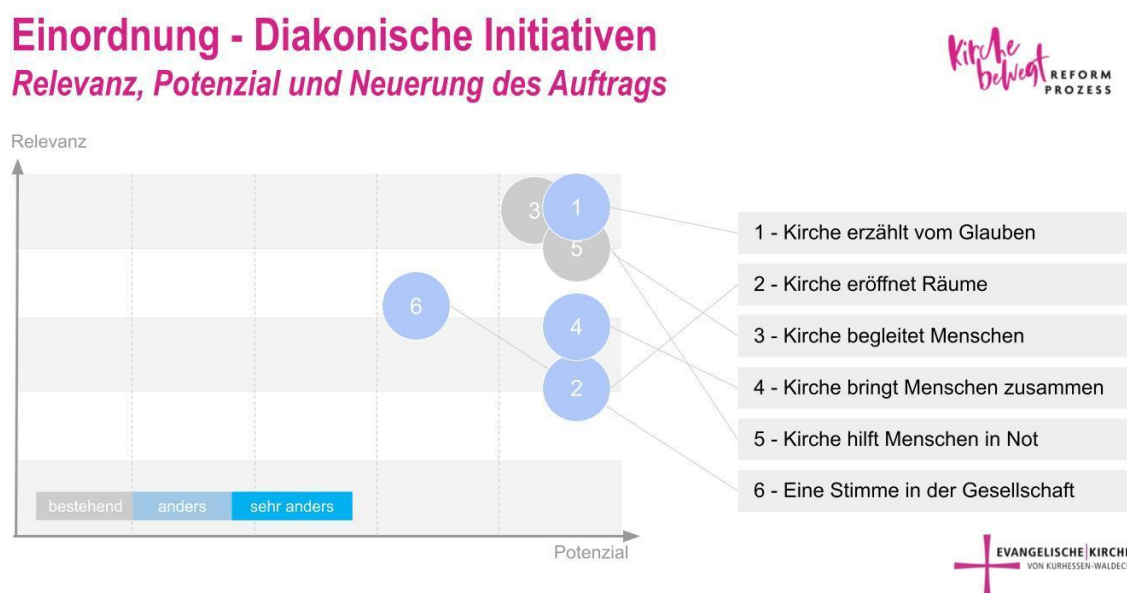 Einordnung - Diakonische Initiativen
Relevanz, Potenzial und Neuerung des Auftrags
Kirche
bewegt REFORM
PROZESS
Relevanz
3
1
5
6
4
2
1 - Kirche erzählt vom Glauben
2 - Kirche eröffnet Räume
3 - Kirche begleitet Menschen
4 - Kirche bringt Menschen zusammen
5 - Kirche hilft Menschen in Not
6 - Eine Stimme in der Gesellschaft
bestehend anders sehr anders
Potenzial
EVANGELISCHE KIRCHE
VON KURHESSEN-WALDECK